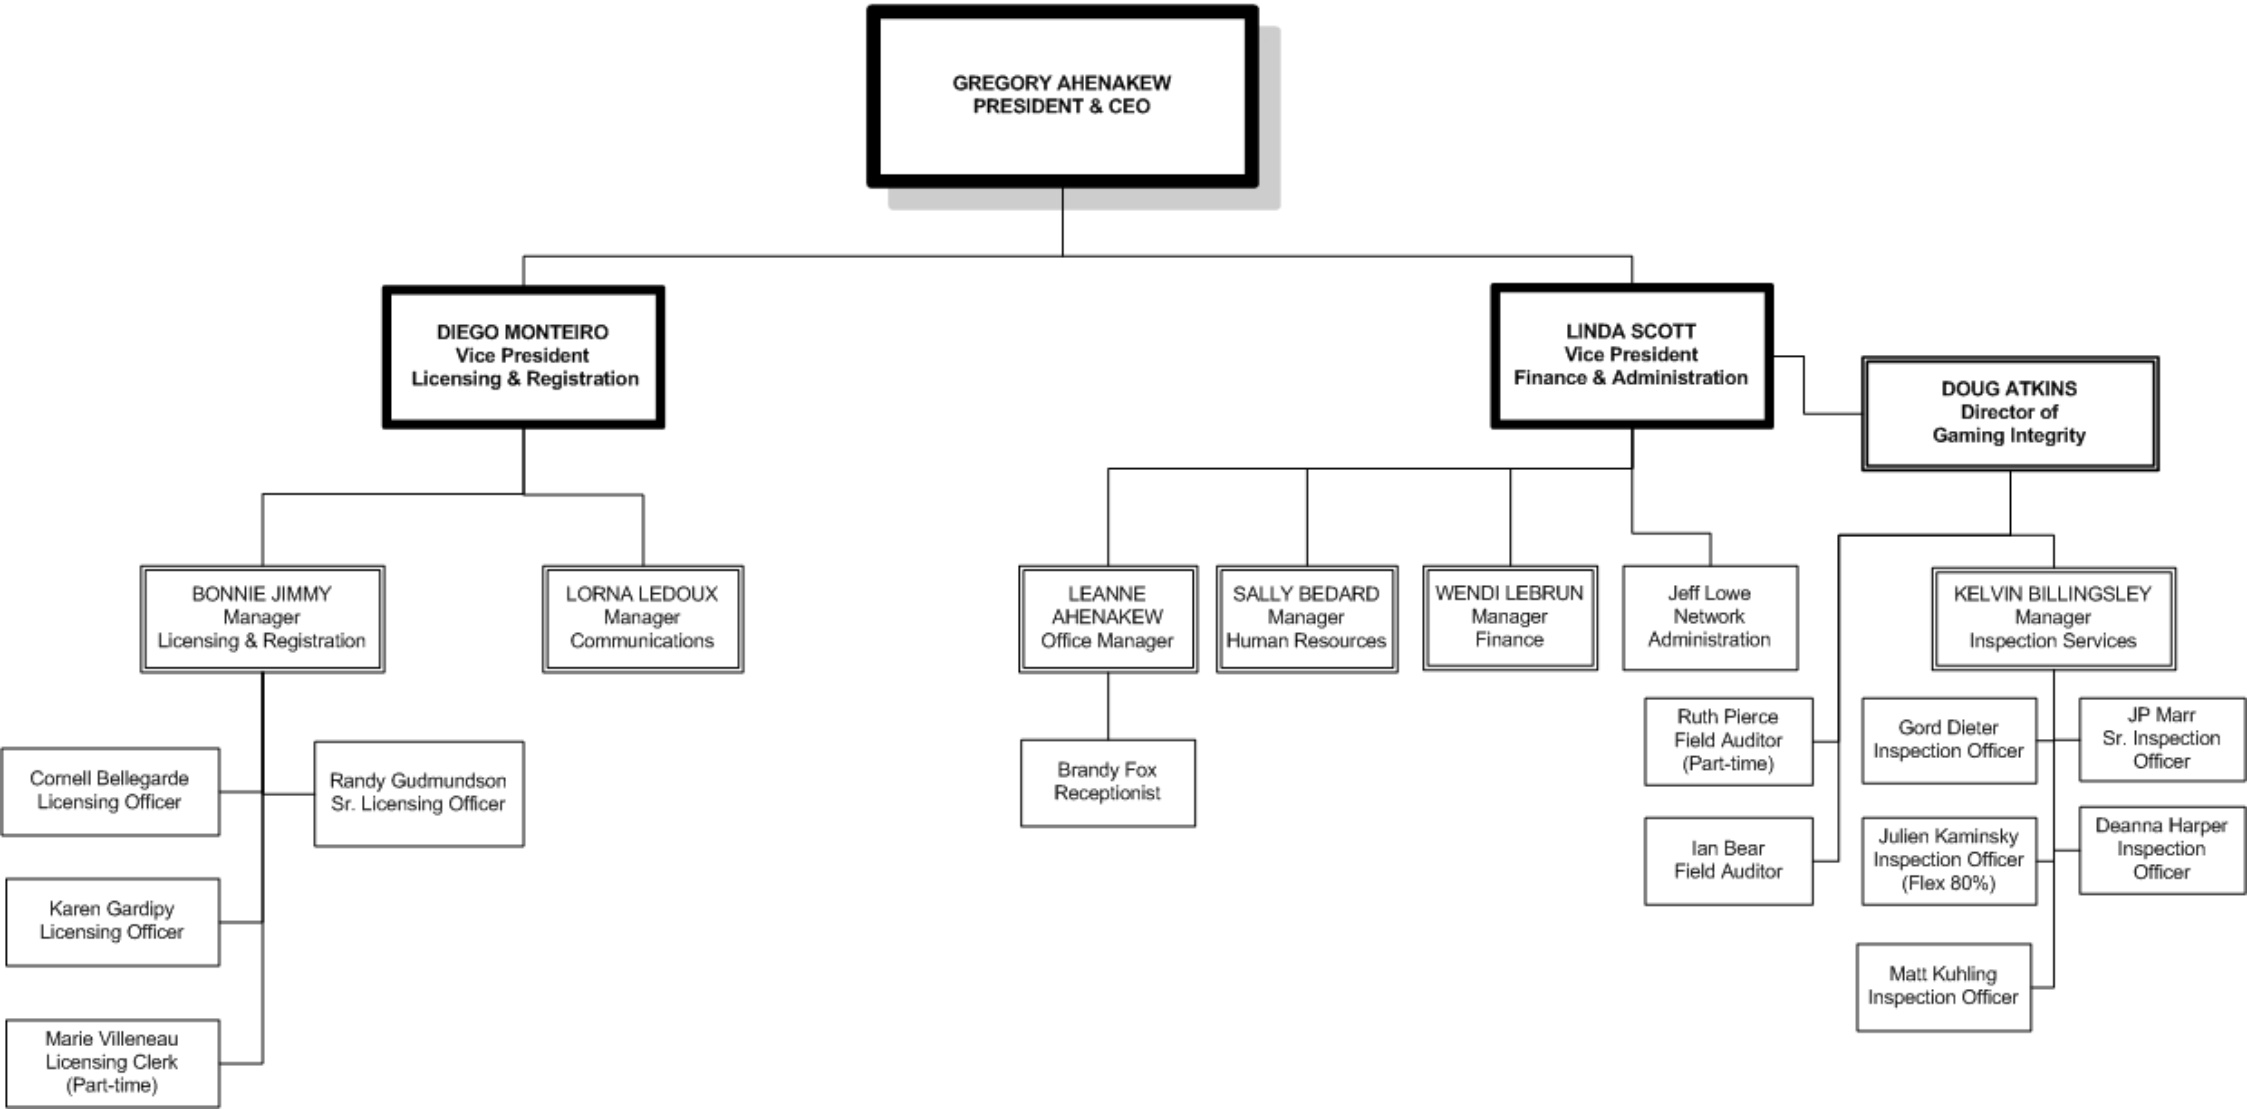 GREGORY AHENAKEW
PRESIDENT & CEO
DIEGO MONTEIRO
Vice President
Licensing & Registration
LINDA SCOTT
Vice President
Finance & Administration
DOUG ATKINS
Director of
Gaming Integrity
BONNIE JIMMY
Manager
Licensing & Registration
LORNA LEDOUX
Manager
Communications
LEANNE
AHENAKEW
Office Manager
SALLY BEDARD
Manager
Human Resources
WENDI LEBRUN
Manager
Finance
Jeff Lowe
Network
Administration
KELVIN BILLINGSLEY
Manager
Inspection Services
Cornell Bellegarde
Licensing Officer
Randy Gudmundson
Sr. Licensing Officer
Karen Gardipy
Licensing Officer
Marie Villeneau
Licensing Clerk
(Part-time)
Brandy Fox
Receptionist
Ruth Pierce
Field Auditor
(Part-time)
Ian Bear
Field Auditor
Gord Dieter
Inspection Officer
JP Marr
Sr. Inspection
Officer
Julien Kaminsky
Inspection Officer
(Flex 80%)
Deanna Harper
Inspection
Officer
Matt Kuhling
Inspection Officer